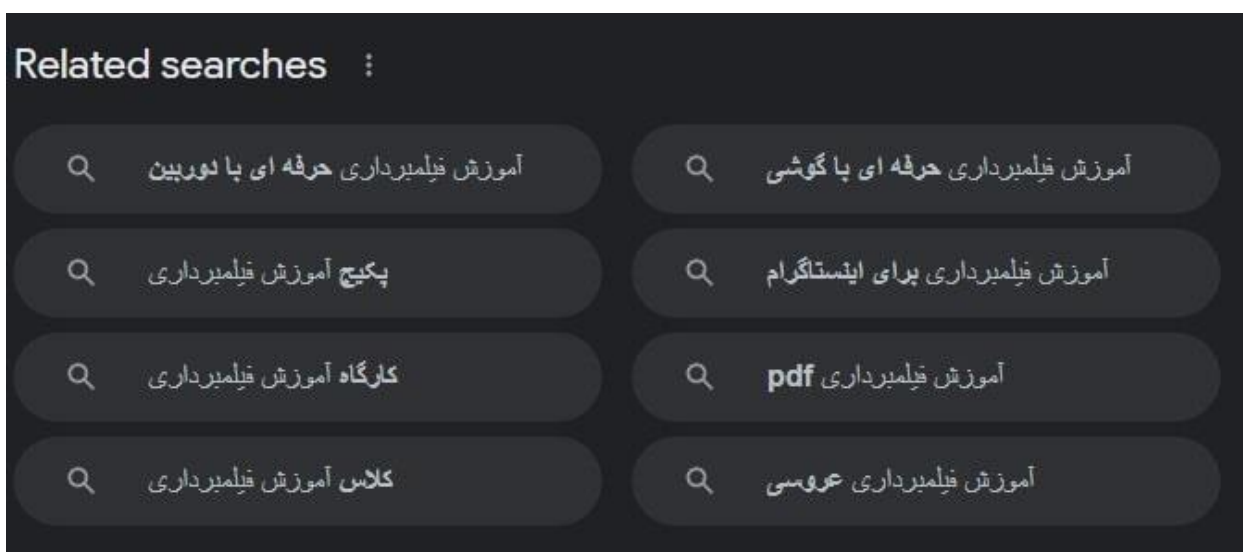 Related searches
آموزش فیلمبرداری حرفه ای با دوربین
آموزش فیلمبرداری حرفه ای با گوشی
پکیج آموزش فیلمبرداری
آموزش فیلمبرداری برای اینستاگرام
کارگاه آموزش فیلمبرداری
آموزش فیلمبرداری pdf
کلاس آموزش فیلمبرداری
آموزش فیلمبرداری عروسی